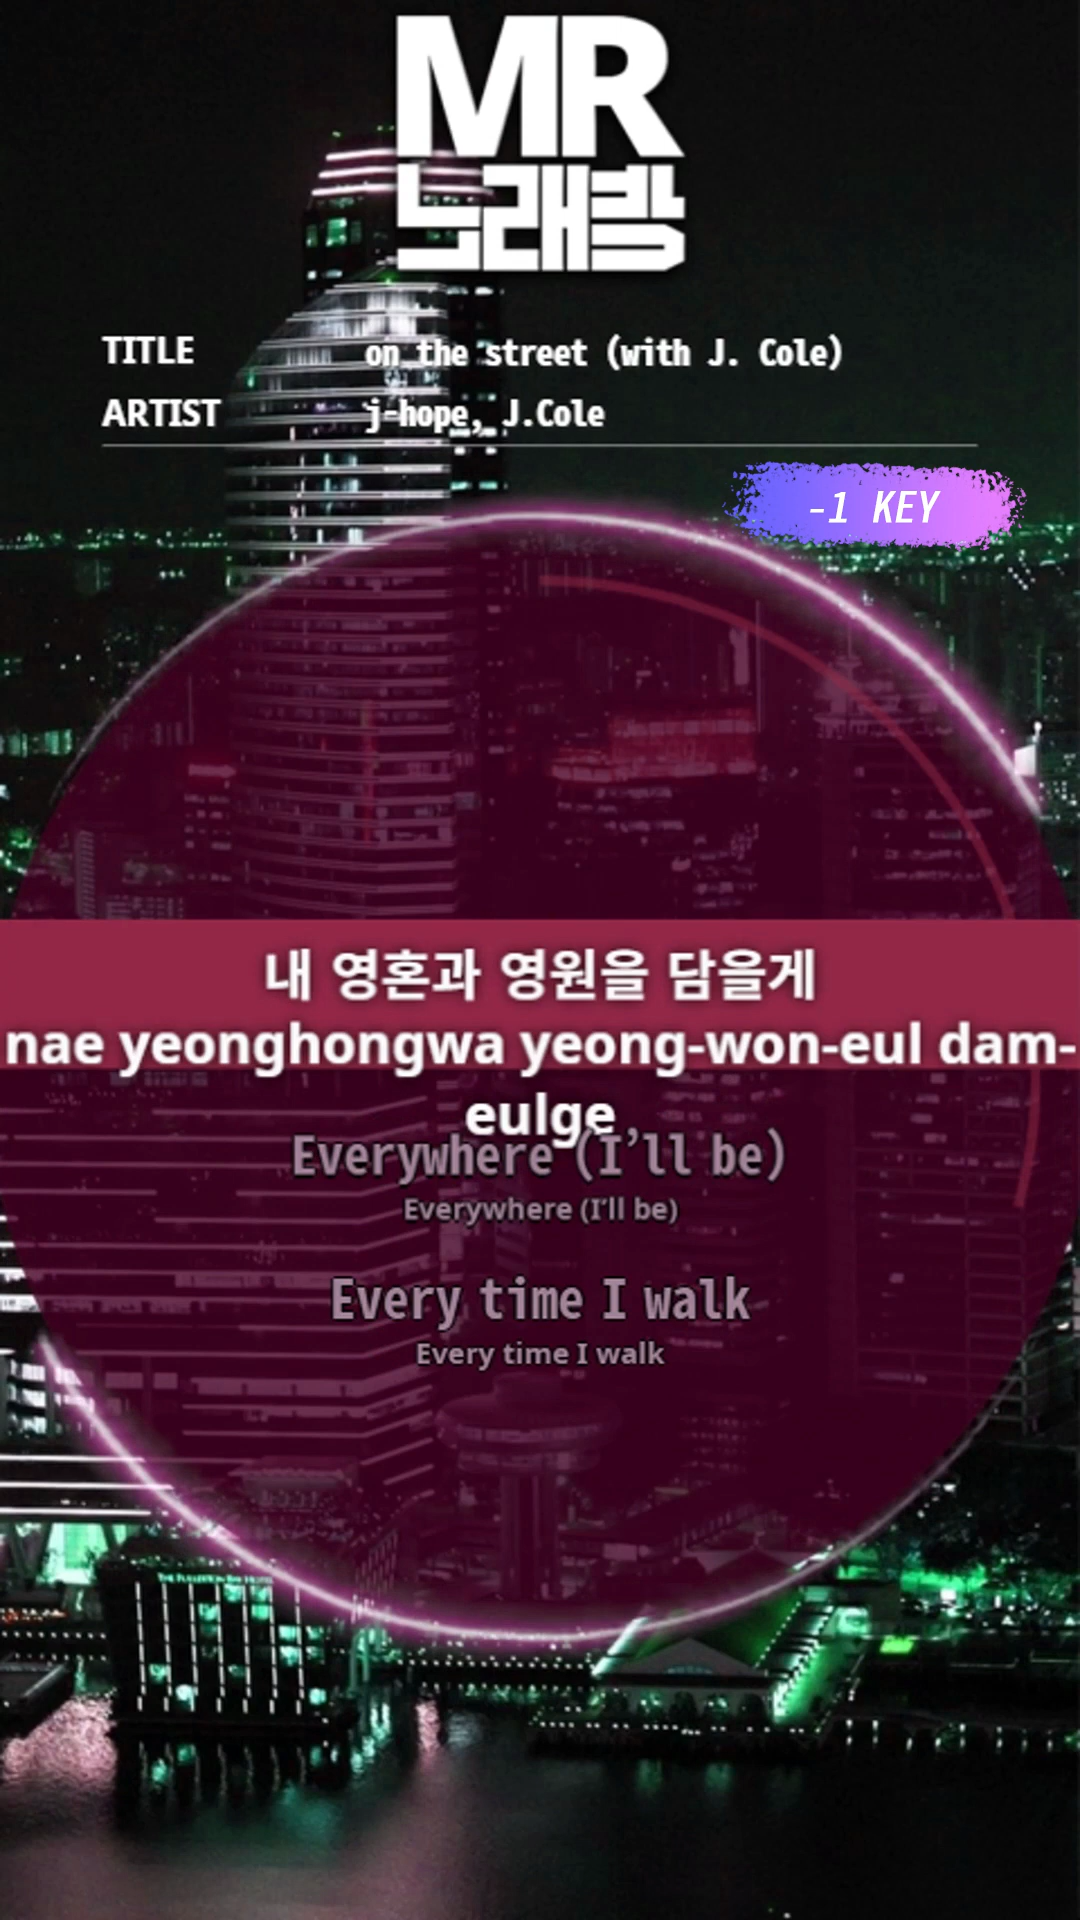 MR
노래방
TITLE on the street (with J. Cole)
ARTIST j-hope, J.Cole
-1 KEY
내 영혼과 영원을 담을게
nae yeonghongwa yeong-won-eul dam-
eulge
Everywhere (I’ll be)
Everywhere (I’ll be)
Every time I walk
Every time I walk